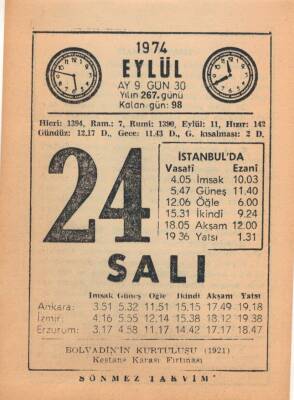 1974
EYLÜL
AY 9 GÜN 30
Yılın 267. günü
Kalan gün: 98
Hicri: 1394, Ram.: 7, Rumi: 1390, Eylül: 11, Hızır: 142
Gündüz: 12.17 D., Gece: 11.43 D., G. kısalması: 2 D.
24
İSTANBUL'DA
Vasatî Ezanî
4.05 İmsak 10.03
5.47 Güneş 11.40
12.06 Öğle 6.00
15.31 İkindi 9.24
18.05 Akşam 12.00
19.36 Yatsı 1.31
SALI
İmsak Güneş Öğle İkindi Akşam Yatsı
Ankara: 3.51 5.32 11.51 15.15 17.49 19.18
İzmir: 4.16 5.55 12.14 15.38 18.12 19.38
Erzurum: 3.17 4.58 11.17 14.42 17.17 18.47
BOLVADİN'İN KURTULUŞU (1921)
Kestane Karası Fırtınası
SÖNMEZ TAKVİM